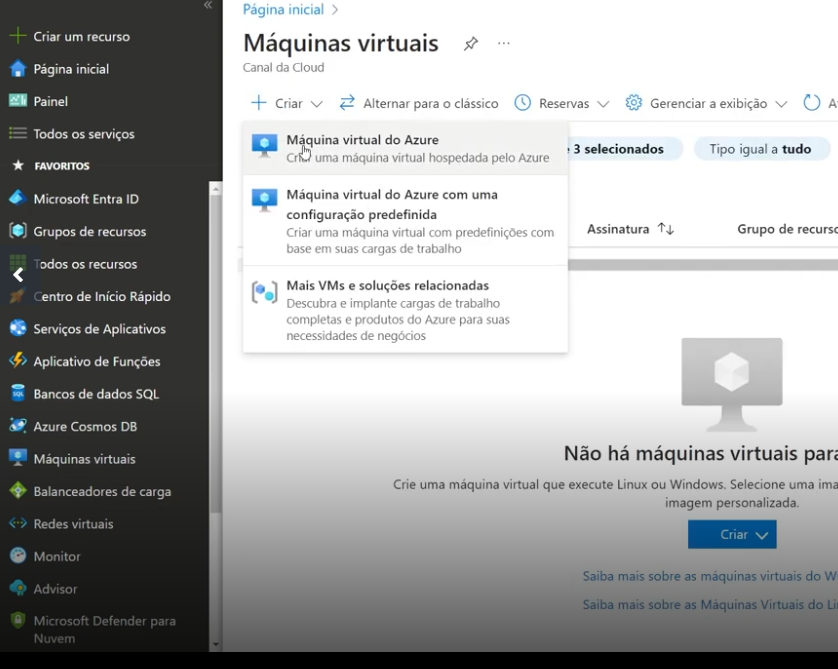 Página inicial >
Máquinas virtuais ...
Canal da Cloud
Criar un recurso
Página inicial
Painel
Todos os serviços
FAVORITOS
Microsoft Entra ID
Grupos de recursos
Todos os recursos
Centro de Início Rápido
Serviços de Aplicativos
Aplicativo de Funções
Bancos de dados SQL
Azure Cosmos DB
Máquinas virtuais
Balanceadores de carga
Redes virtuais
Monitor
Advisor
Microsoft Defender para
Nuvem
Criar
Alternar para o clássico
Reservas
Gerenciar a exibição
Máquina virtual do Azure
Criar uma máquina virtual hospedada pelo Azure
Máquina virtual do Azure com uma
configuração predefinida
Criar uma máquina virtual com predefinições com
base em suas cargas de trabalho
Mais VMs e soluções relacionadas
Descubra e implante cargas de trabalho
completas e produtos do Azure para suas
necessidades de negócios
3 selecionados
Tipo igual a tudo
Assinatura
Grupo de recurso
Não há máquinas virtuais para
Crie uma máquina virtual que execute Linux ou Windows. Selecione uma
imagem personalizada.
Criar
Saiba mais sobre as máquinas virtuais do W
Saiba mais sobre as Máquinas Virtuais do Li